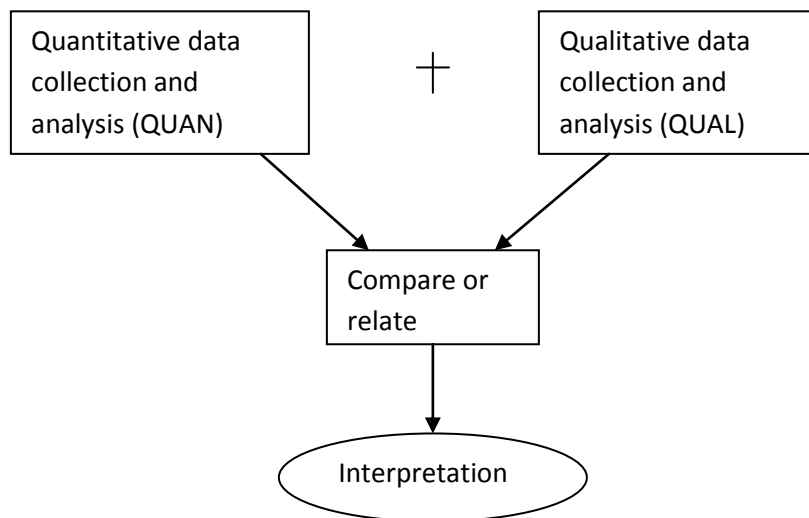 Quantitative data
collection and
analysis (QUAN)
+
Qualitative data
collection and
analysis (QUAL)
Compare or
relate
Interpretation